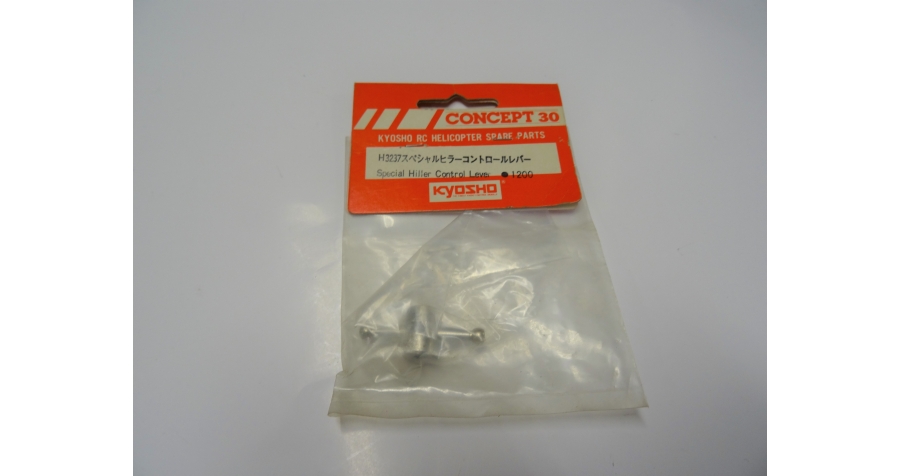 CONCEPT 30
KYOSHO RC HELICOPTER SPARE PARTS
H3237スペシャルヒラーコントロールレバー
Special Hiller Control Lever ● 1200
KYOSHO